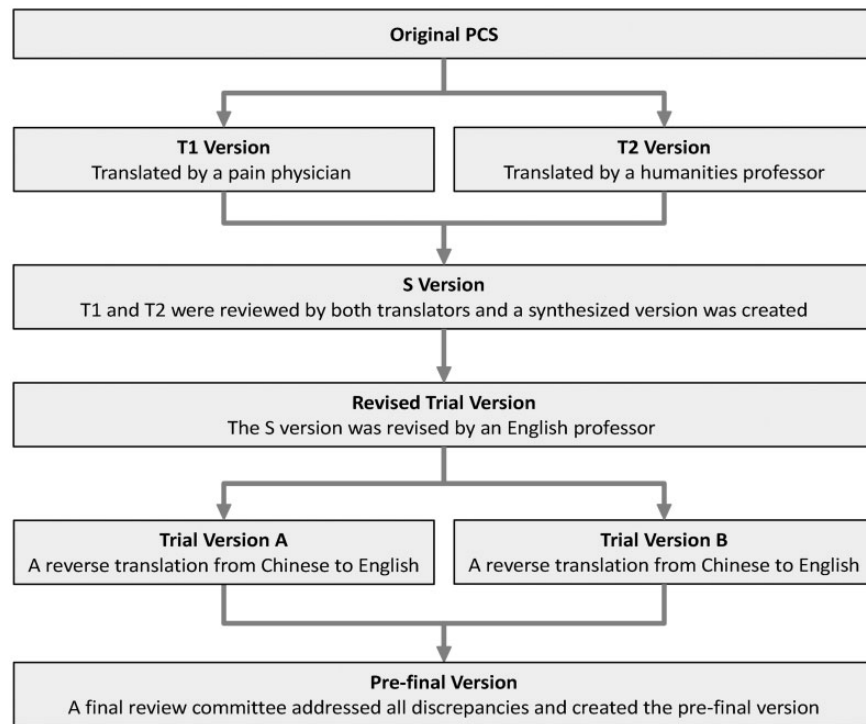 Original PCS
T1 Version
Translated by a pain physician
T2 Version
Translated by a humanities professor
S Version
T1 and T2 were reviewed by both translators and a synthesized version was created
Revised Trial Version
The S version was revised by an English professor
Trial Version A
A reverse translation from Chinese to English
Trial Version B
A reverse translation from Chinese to English
Pre-final Version
A final review committee addressed all discrepancies and created the pre-final version